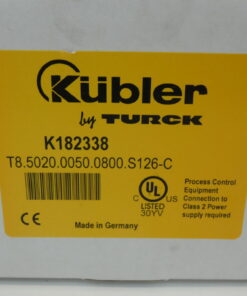 Kübler
by TURCK
K182338
T8.5020.0050.0800.S126-C
C UL US
LISTED
30YV
Process Control
Equipment
Connection to
Class 2 Power
supply required
CE
Made in Germany